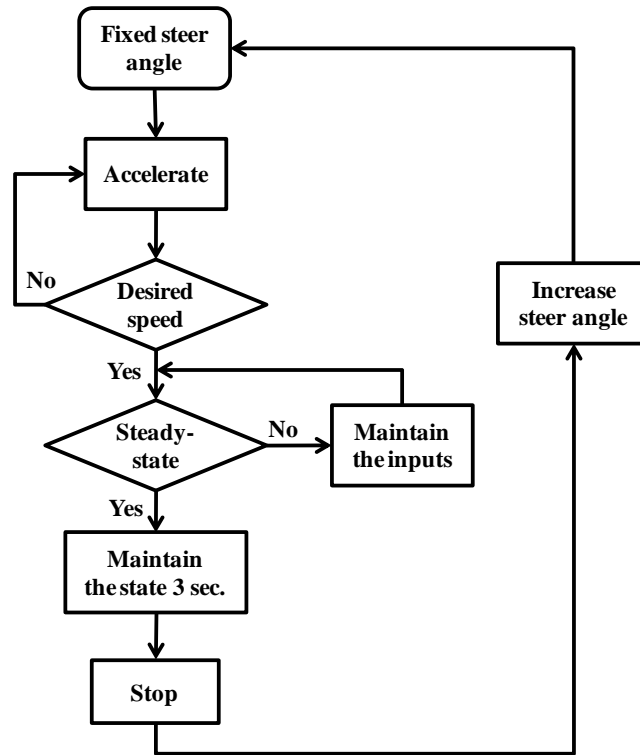 Fixed steer
angle
Accelerate
No
Desired
speed
Increase
steer angle
Yes
Steady-
state
No
Maintain
the inputs
Yes
Maintain
the state 3 sec.
Stop